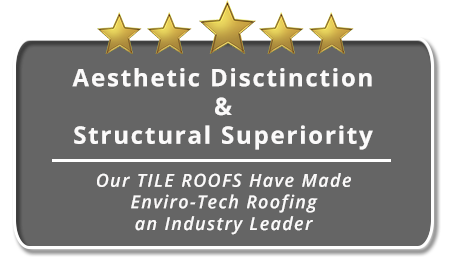 Aesthetic Disctinction
&
Structural Superiority
Our TILE ROOFS Have Made
Enviro-Tech Roofing
an Industry Leader